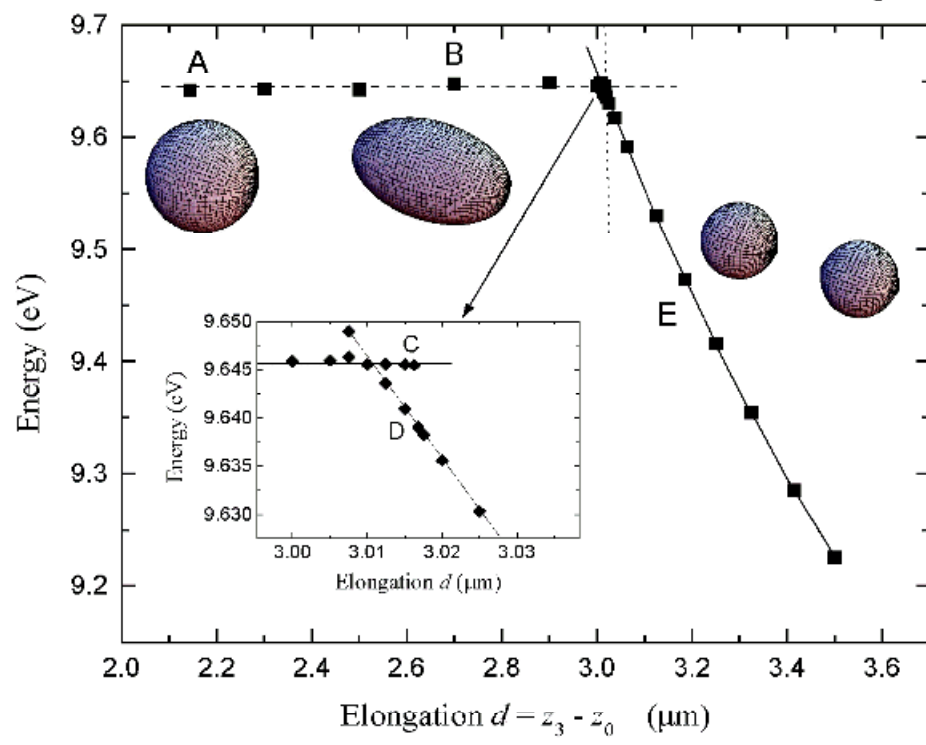 9.7
9.6
9.5
9.4
9.3
9.2
Energy (eV)
A
B
E
9.650
9.645
9.640
9.635
9.630
Energy (eV)
C
D
3.00 3.01 3.02 3.03
Elongation d (μm)
2.0 2.2 2.4 2.6 2.8 3.0 3.2 3.4 3.6
Elongation d = z₃ - z₀ (μm)